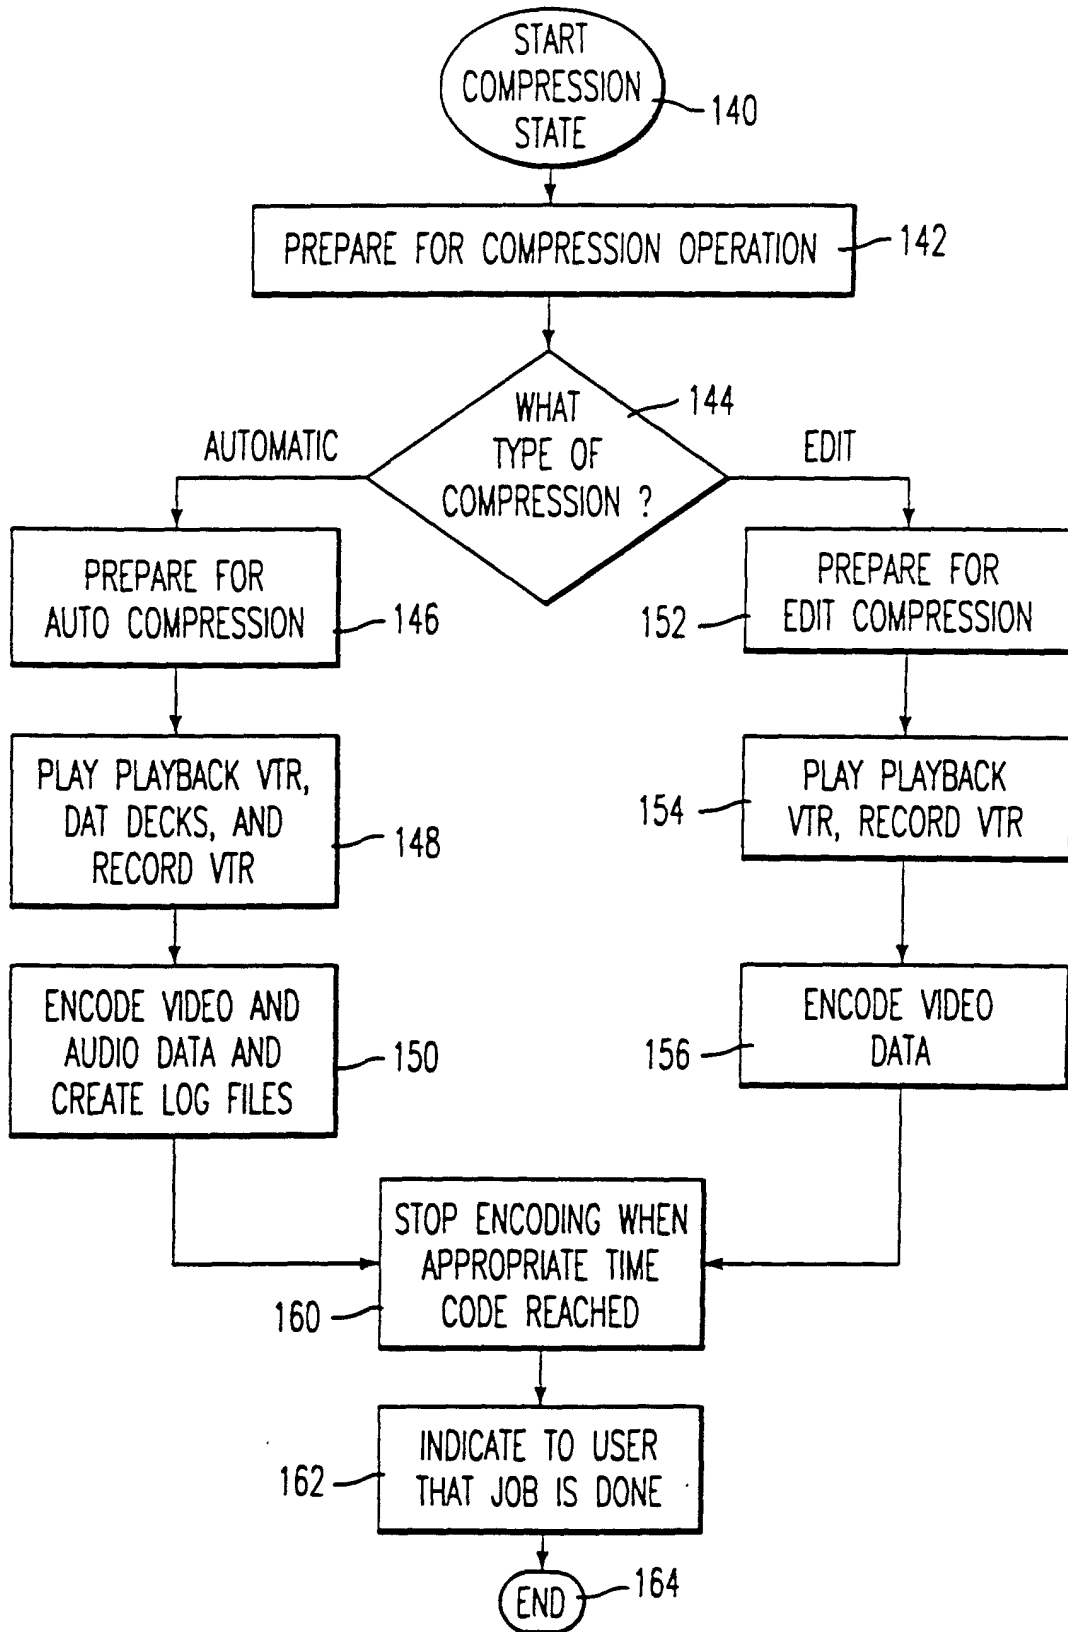 START
COMPRESSION
STATE
140
PREPARE FOR COMPRESSION OPERATION
142
WHAT
TYPE OF
COMPRESSION ?
144
AUTOMATIC
EDIT
PREPARE FOR
AUTO COMPRESSION
146
PREPARE FOR
EDIT COMPRESSION
152
PLAY PLAYBACK VTR,
DAT DECKS, AND
RECORD VTR
148
PLAY PLAYBACK
VTR, RECORD VTR
154
ENCODE VIDEO AND
AUDIO DATA AND
CREATE LOG FILES
150
ENCODE VIDEO
DATA
156
STOP ENCODING WHEN
APPROPRIATE TIME
CODE REACHED
160
INDICATE TO USER
THAT JOB IS DONE
162
END
164